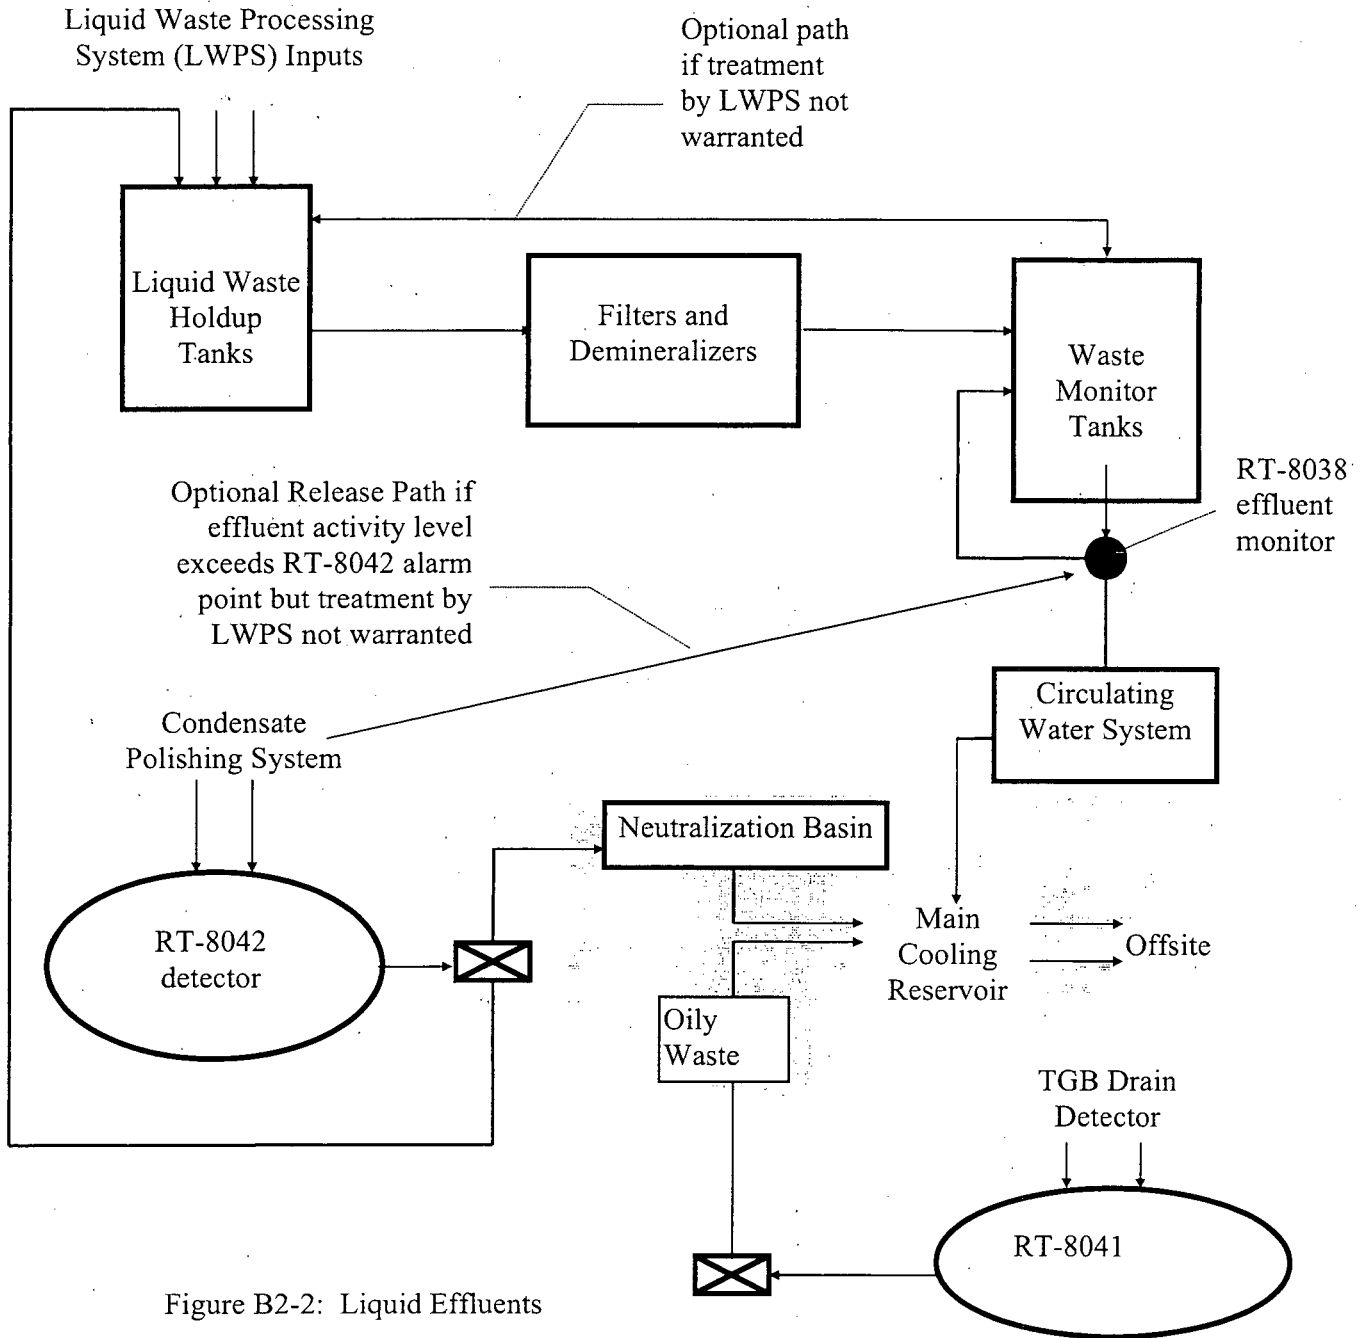 Liquid Waste Processing
System (LWPS) Inputs
Optional path
if treatment
by LWPS not
warranted
Liquid Waste
Holdup
Tanks
Filters and
Demineralizers
Waste
Monitor
Tanks
RT-8038
effluent
monitor
Optional Release Path if
effluent activity level
exceeds RT-8042 alarm
point but treatment by
LWPS not warranted
Circulating
Water System
Condensate
Polishing System
Neutralization Basin
RT-8042
detector
Main
Cooling
Reservoir
Offsite
Oily
Waste
TGB Drain
Detector
RT-8041
Figure B2-2: Liquid Effluents